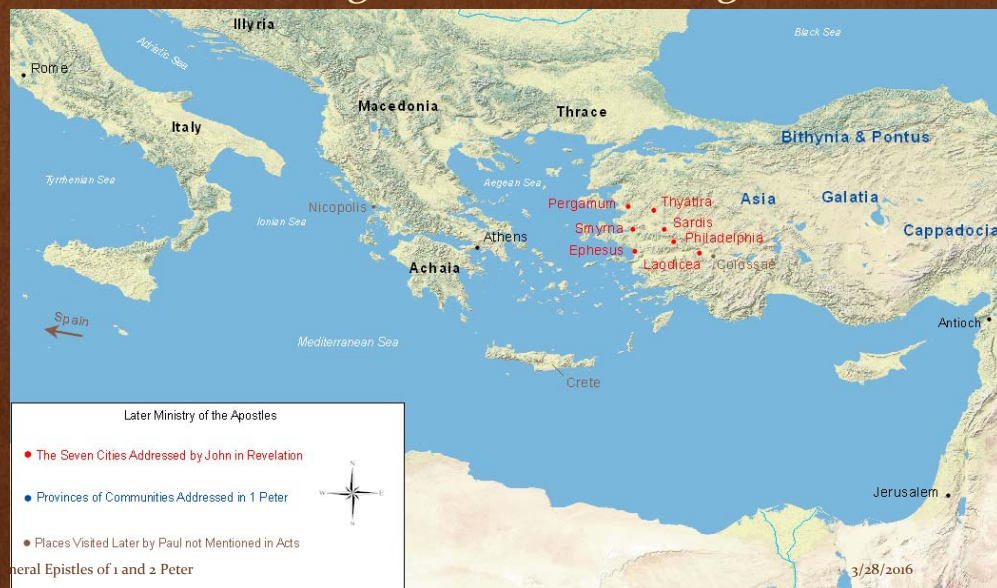 Illyria
Black Sea
Adriatic Sea
Rome
Macedonia
Thrace
Italy
Bithynia & Pontus
Tyrrhenian Sea
Aegean Sea
Pergamum
Thyatira
Asia
Galatia
Nicopolis
Ionian Sea
Smyrna
Sardis
Cappadocia
Athens
Philadelphia
Ephesus
Laodicea
Colossae
Achaia
Spain
Antioch
Mediterranean Sea
Crete
Later Ministry of the Apostles
The Seven Cities Addressed by John in Revelation
N
W
E
N
Provinces of Communities Addressed in 1 Peter
Jerusalem
Places Visited Later by Paul not Mentioned in Acts
neral Epistles of 1 and 2 Peter
3/28/2016